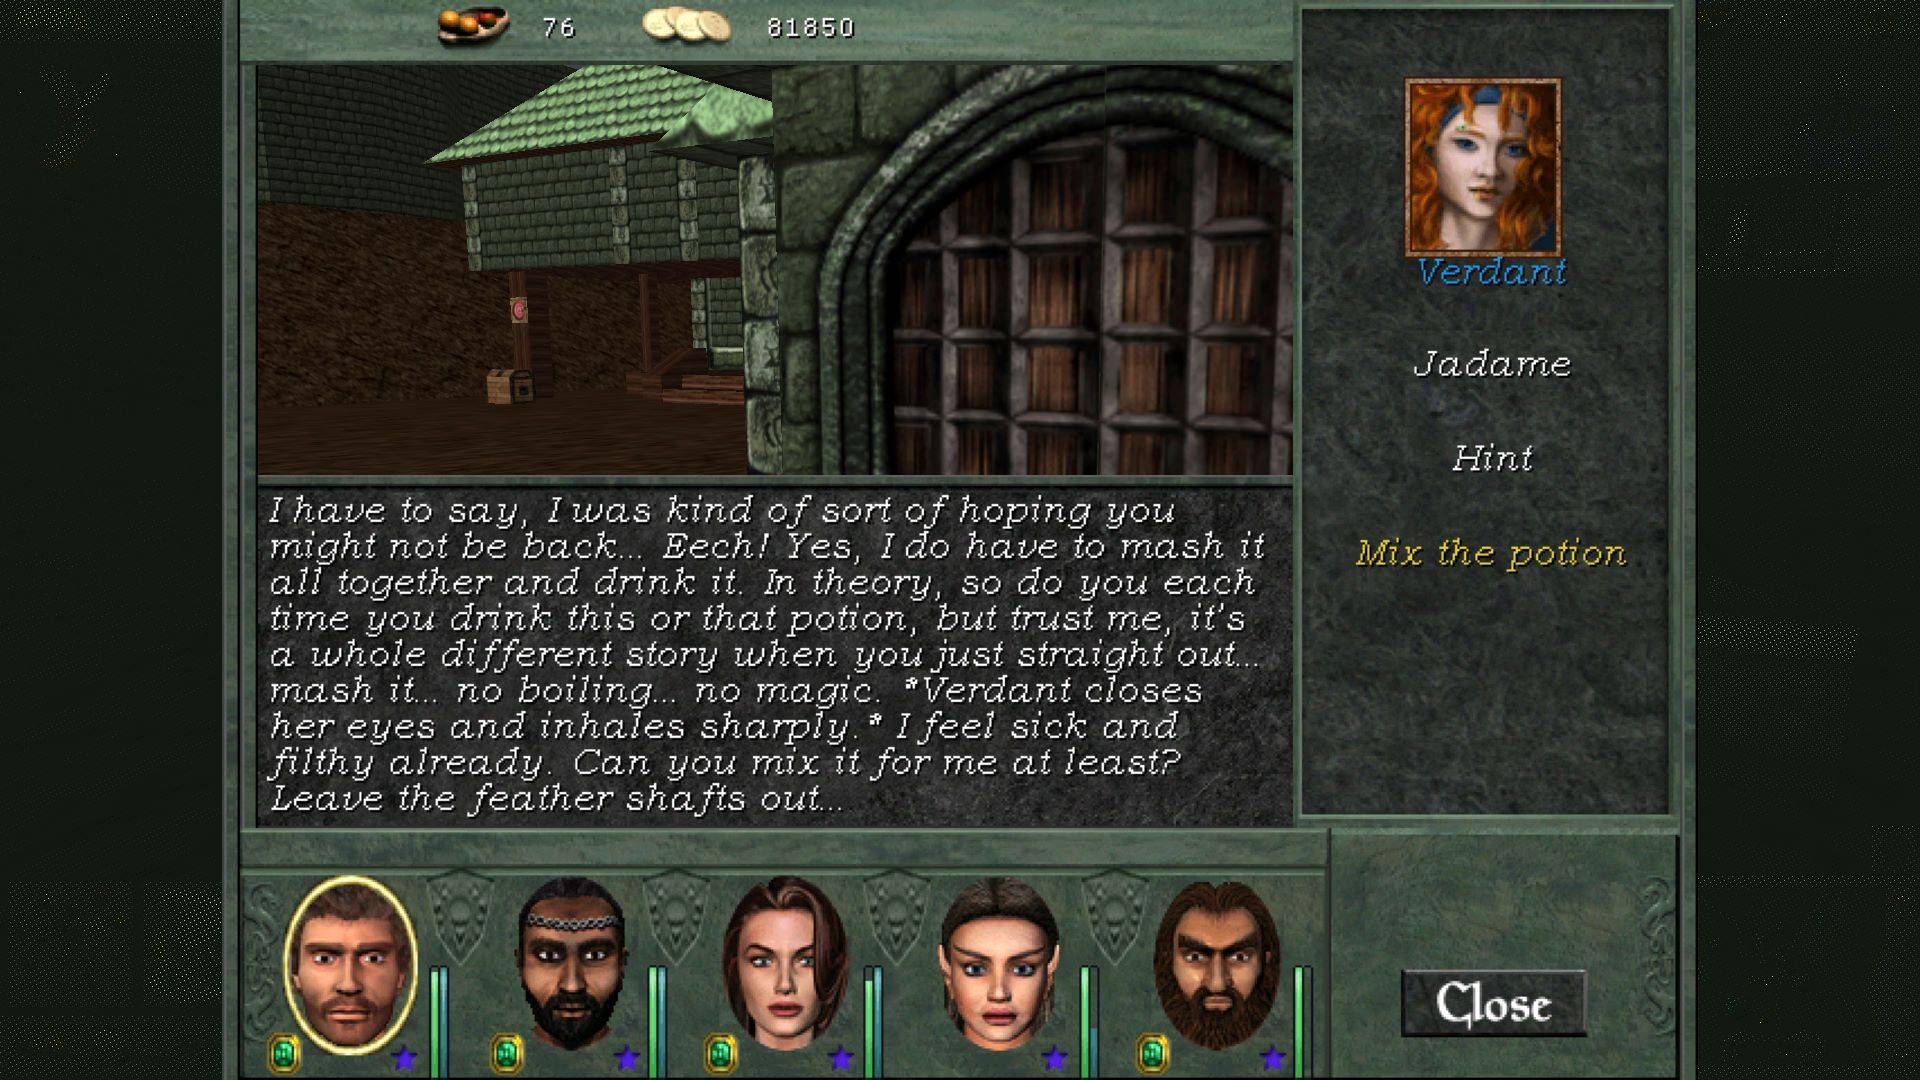 76
81850
Verdant
Jadame
Hint
Mix the potion
I have to say, I was kind of sort of hoping you
might not be back... Eech! Yes, I do have to mash it
all together and drink it. In theory, so do you each
time you drink this or that potion, but trust me, it's
a whole different story when you just straight out...
mash it... no boiling... no magic. *Verdant closes
her eyes and inhales sharply.* I feel sick and
filthy already. Can you mix it for me at least?
Leave the feather shafts out...
Close